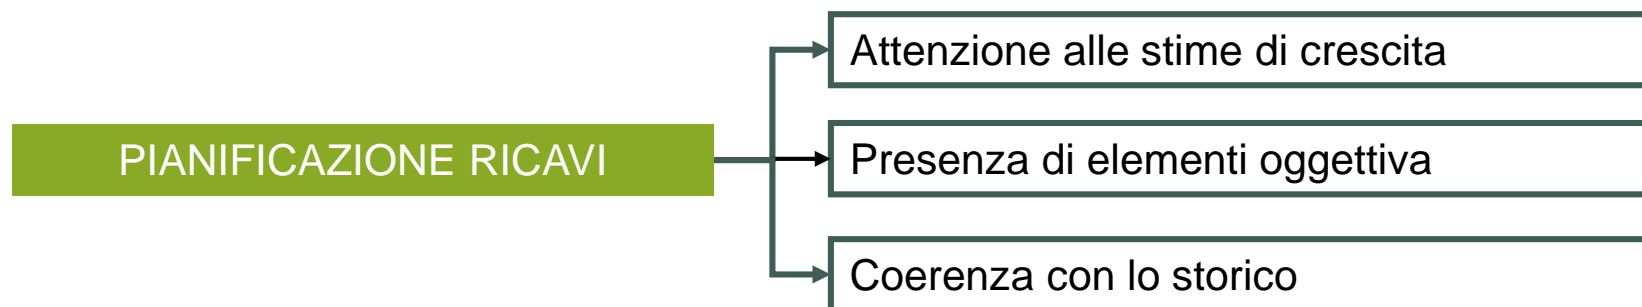 Attenzione alle stime di crescita
PIANIFICAZIONE RICAVI
Presenza di elementi oggettiva
Coerenza con lo storico